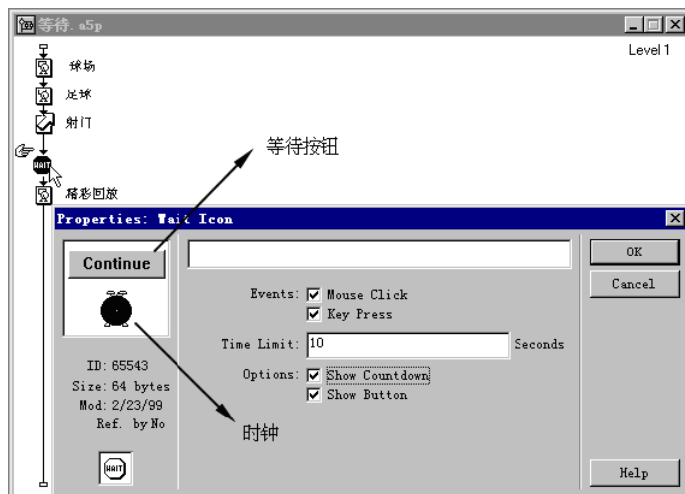 等待.a5p
Level 1
球场
足球
射门
等待按钮
WAIT
精彩回放
Properties: Wait Icon
Continue
OK
Cancel
Events: Mouse Click
Key Press
Time Limit: 10 Seconds
Options: Show Countdown
Show Button
ID: 65543
Size: 64 bytes
Mod: 2/23/99
Ref. by No
时钟
WAIT
Help